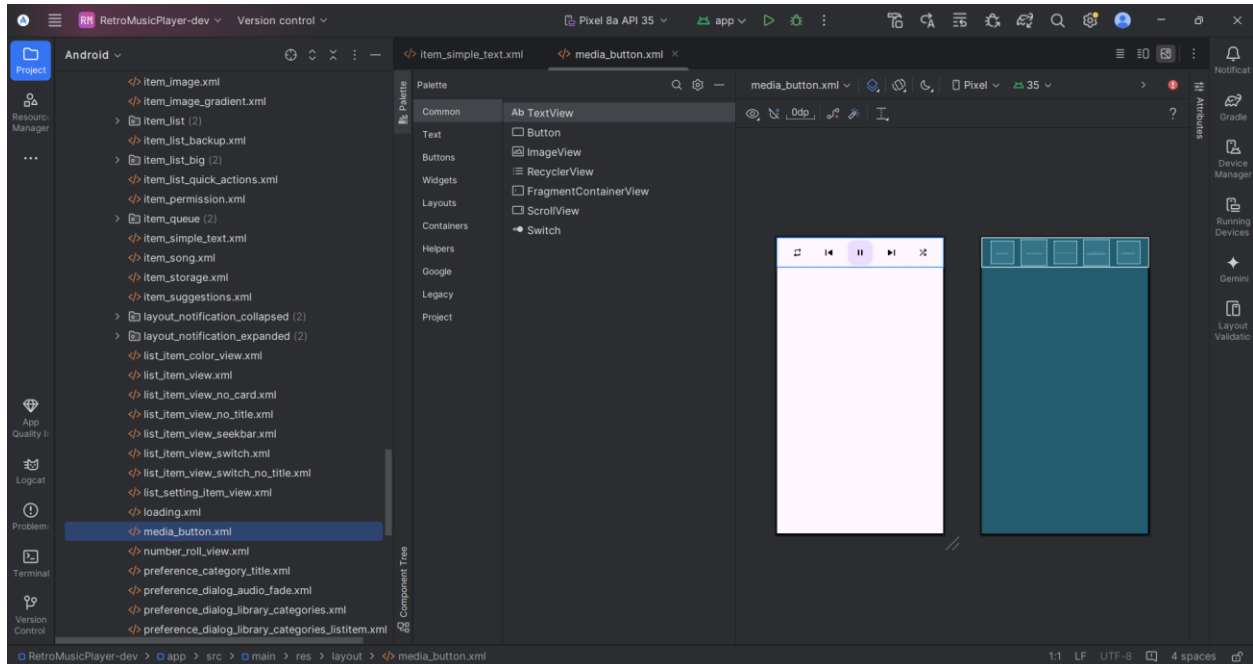 RM RetroMusicPlayer-dev Version control Pixel 8a API 35 app
Project
Resourc
Manager
App
Quality I
Logcat
Problem
Terminal
Version
Control
Android
item_image.xml
item_image_gradient.xml
item_list (2)
item_list_backup.xml
item_list_big (2)
item_list_quick_actions.xml
item_permission.xml
item_queue (2)
item_simple_text.xml
item_song.xml
item_storage.xml
item_suggestions.xml
layout_notification_collapsed (2)
layout_notification_expanded (2)
list_item_color_view.xml
list_item_view.xml
list_item_view_no_card.xml
list_item_view_no_title.xml
list_item_view_seekbar.xml
list_item_view_switch.xml
list_item_view_switch_no_title.xml
list_setting_item_view.xml
loading.xml
media_button.xml
number_roll_view.xml
preference_category_title.xml
preference_dialog_audio_fade.xml
preference_dialog_library_categories.xml
preference_dialog_library_categories_listitem.xml
item_simple_text.xml media_button.xml
Palette
Component Tree
Palette
Common
Text
Buttons
Widgets
Layouts
Containers
Helpers
Google
Legacy
Project
Ab TextView
Button
ImageView
RecyclerView
FragmentContainerView
ScrollView
Switch
media_button.xml Pixel 35
0dp ?
Attributes
Notificat
Gradle
Device
Manager
Running
Devices
Gemini
Layout
Validatio
RetroMusicPlayer-dev > app > src > main > res > layout > media_button.xml 1:1 LF UTF-8 4 spaces